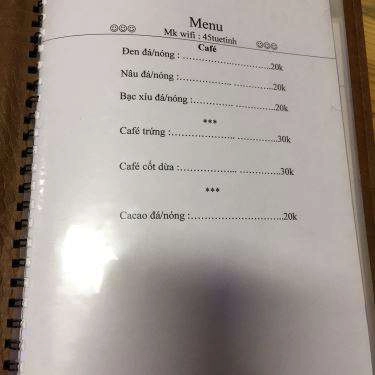 Menu
☺☺☺ Mk wifi : 45tuetinh ☺☺☺
Café
Đen đá/nóng : ........................20k
Nâu đá/nóng:............... ..............20k
Bạc xíu đá/nóng:............ ..............20k
***
Café trứng :.................. ..............30k
Café cốt dừa :................ ..............30k
***
Cacao đá/nóng :............................20k